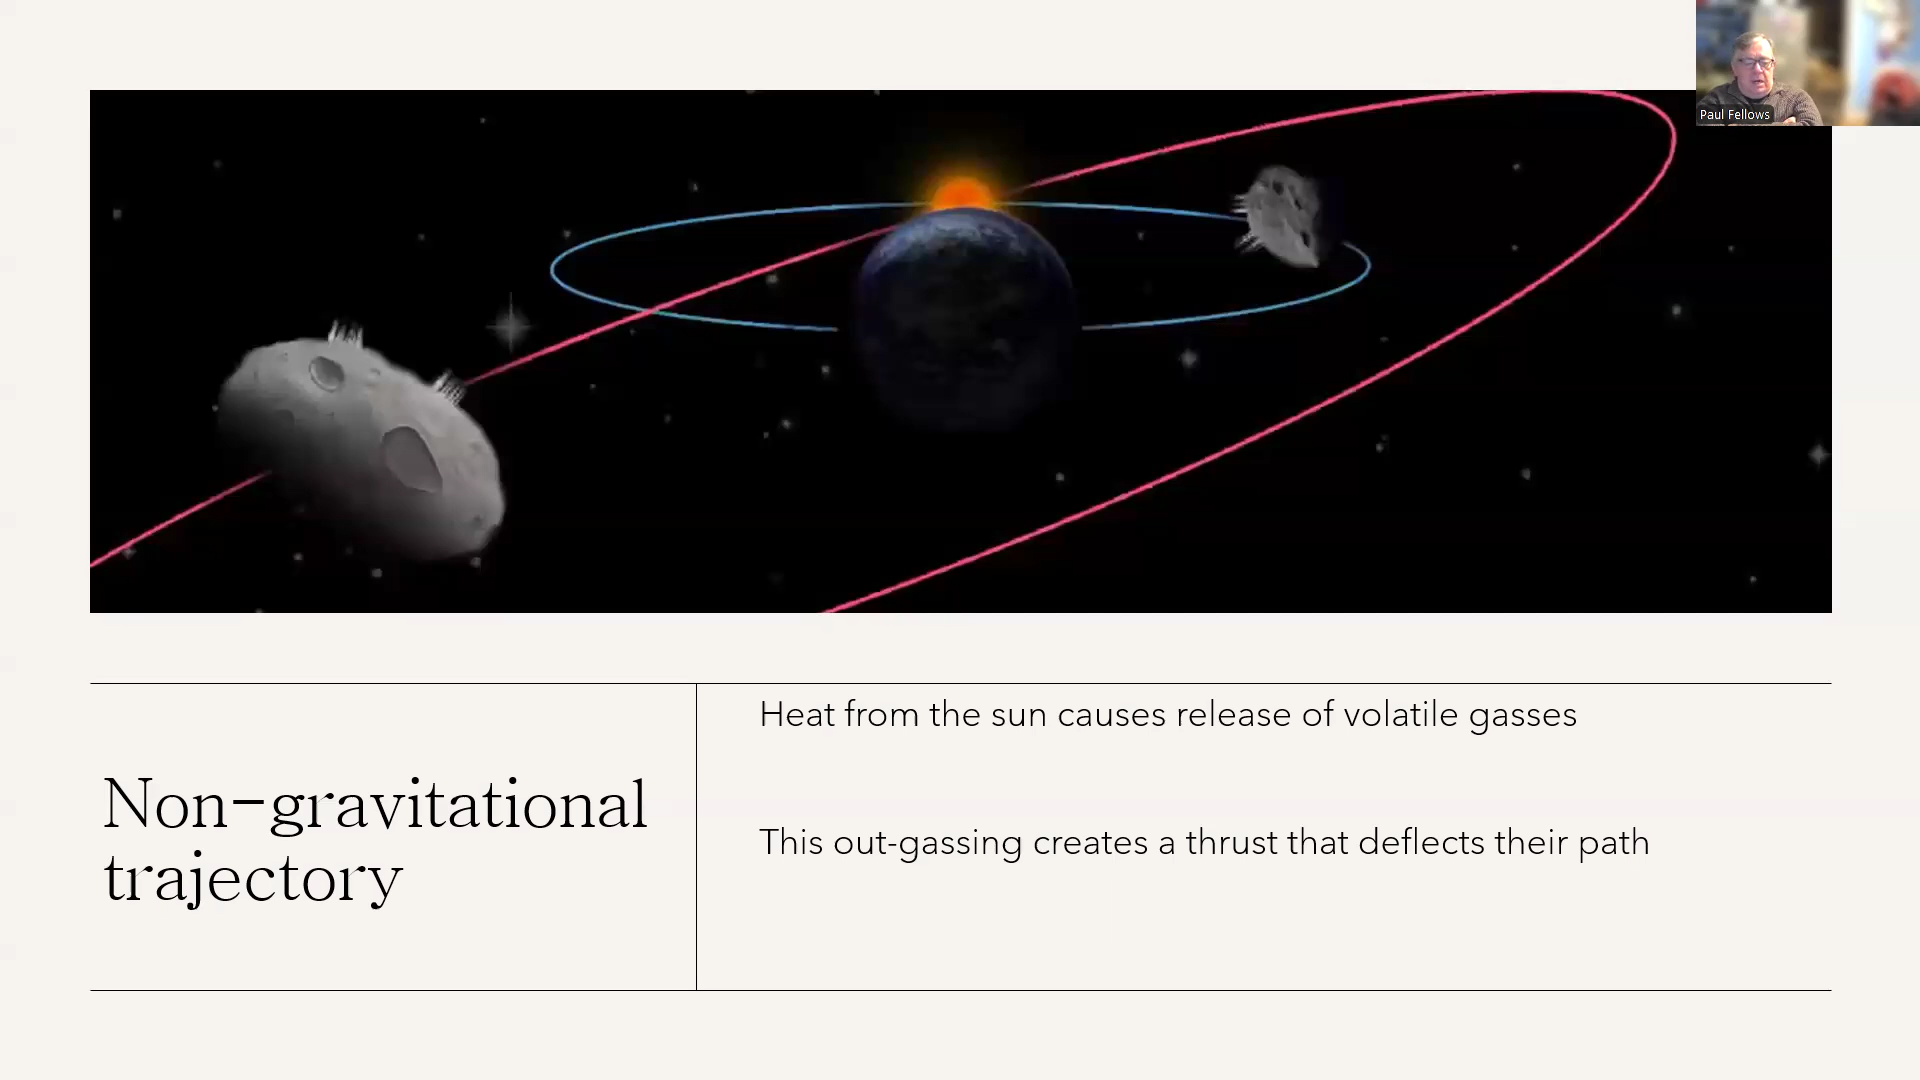 Paul Fellows
Heat from the sun causes release of volatile gasses
Non-gravitational
trajectory
This out-gassing creates a thrust that deflects their path